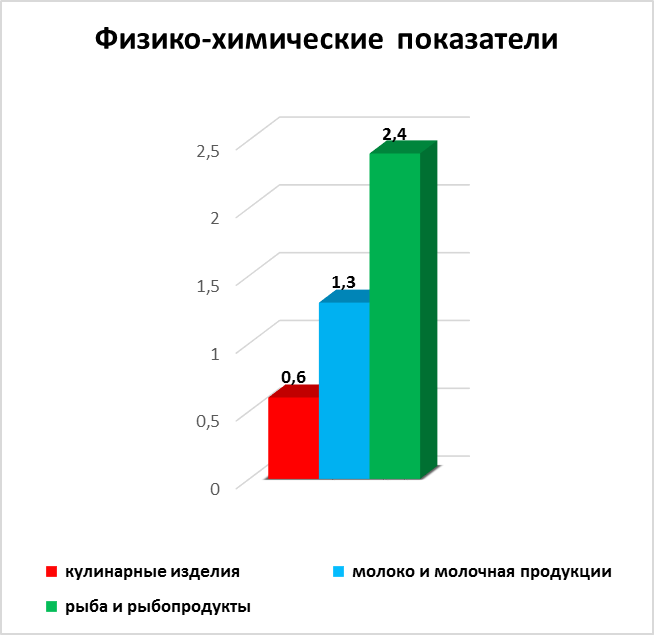 Физико-химические показатели
2,4
2,5
2
1,3
1,5
1
0,6
0,5
0
кулинарные изделия
молоко и молочная продукции
рыба и рыбопродукты